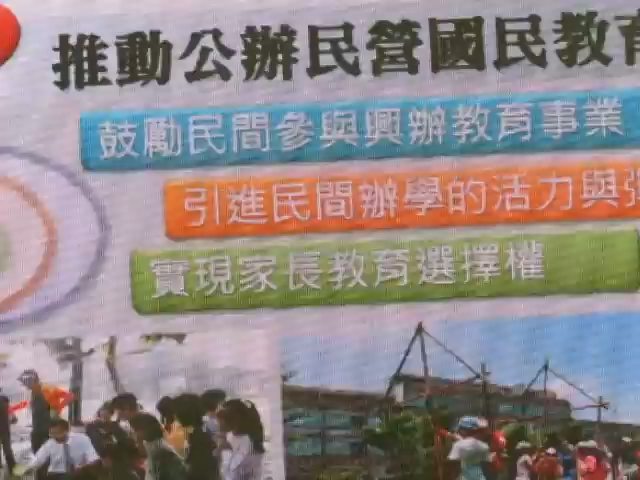 推動公辦民營國民教育
鼓勵民間參與興辦教育事業
引進民間辦學的活力與彈
實現家長教育選擇權